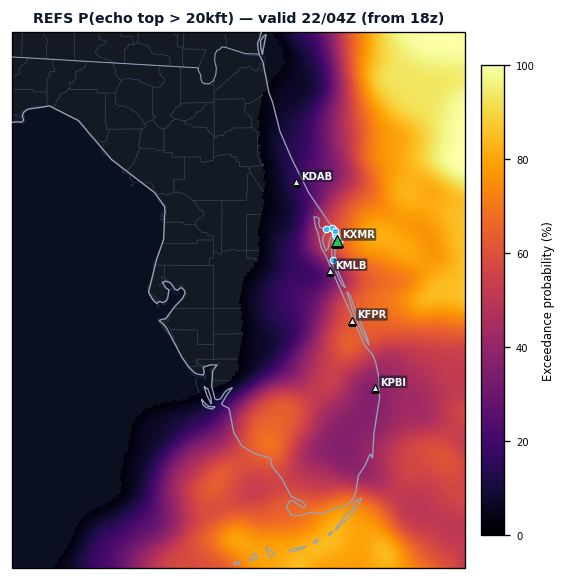 REFS P(echo top > 20kft) — valid 22/04Z (from 18z)
100
80
60
40
20
0
Exceedance probability (%)
KDAB
KXMR
KMLB
KFPR
KPBI